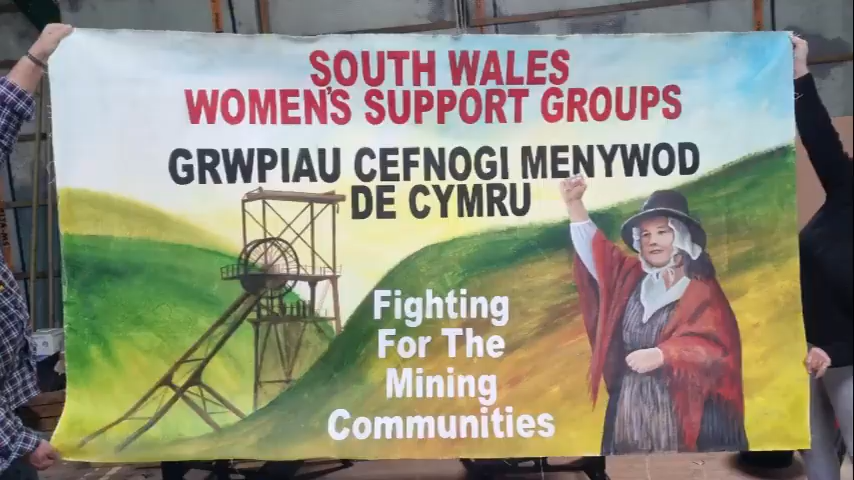 SOUTH WALES
WOMEN'S SUPPORT GROUPS
GRWPIAU CEFNOGI MENYWOD
DE CYMRU
Fighting
For The
Mining
Communities